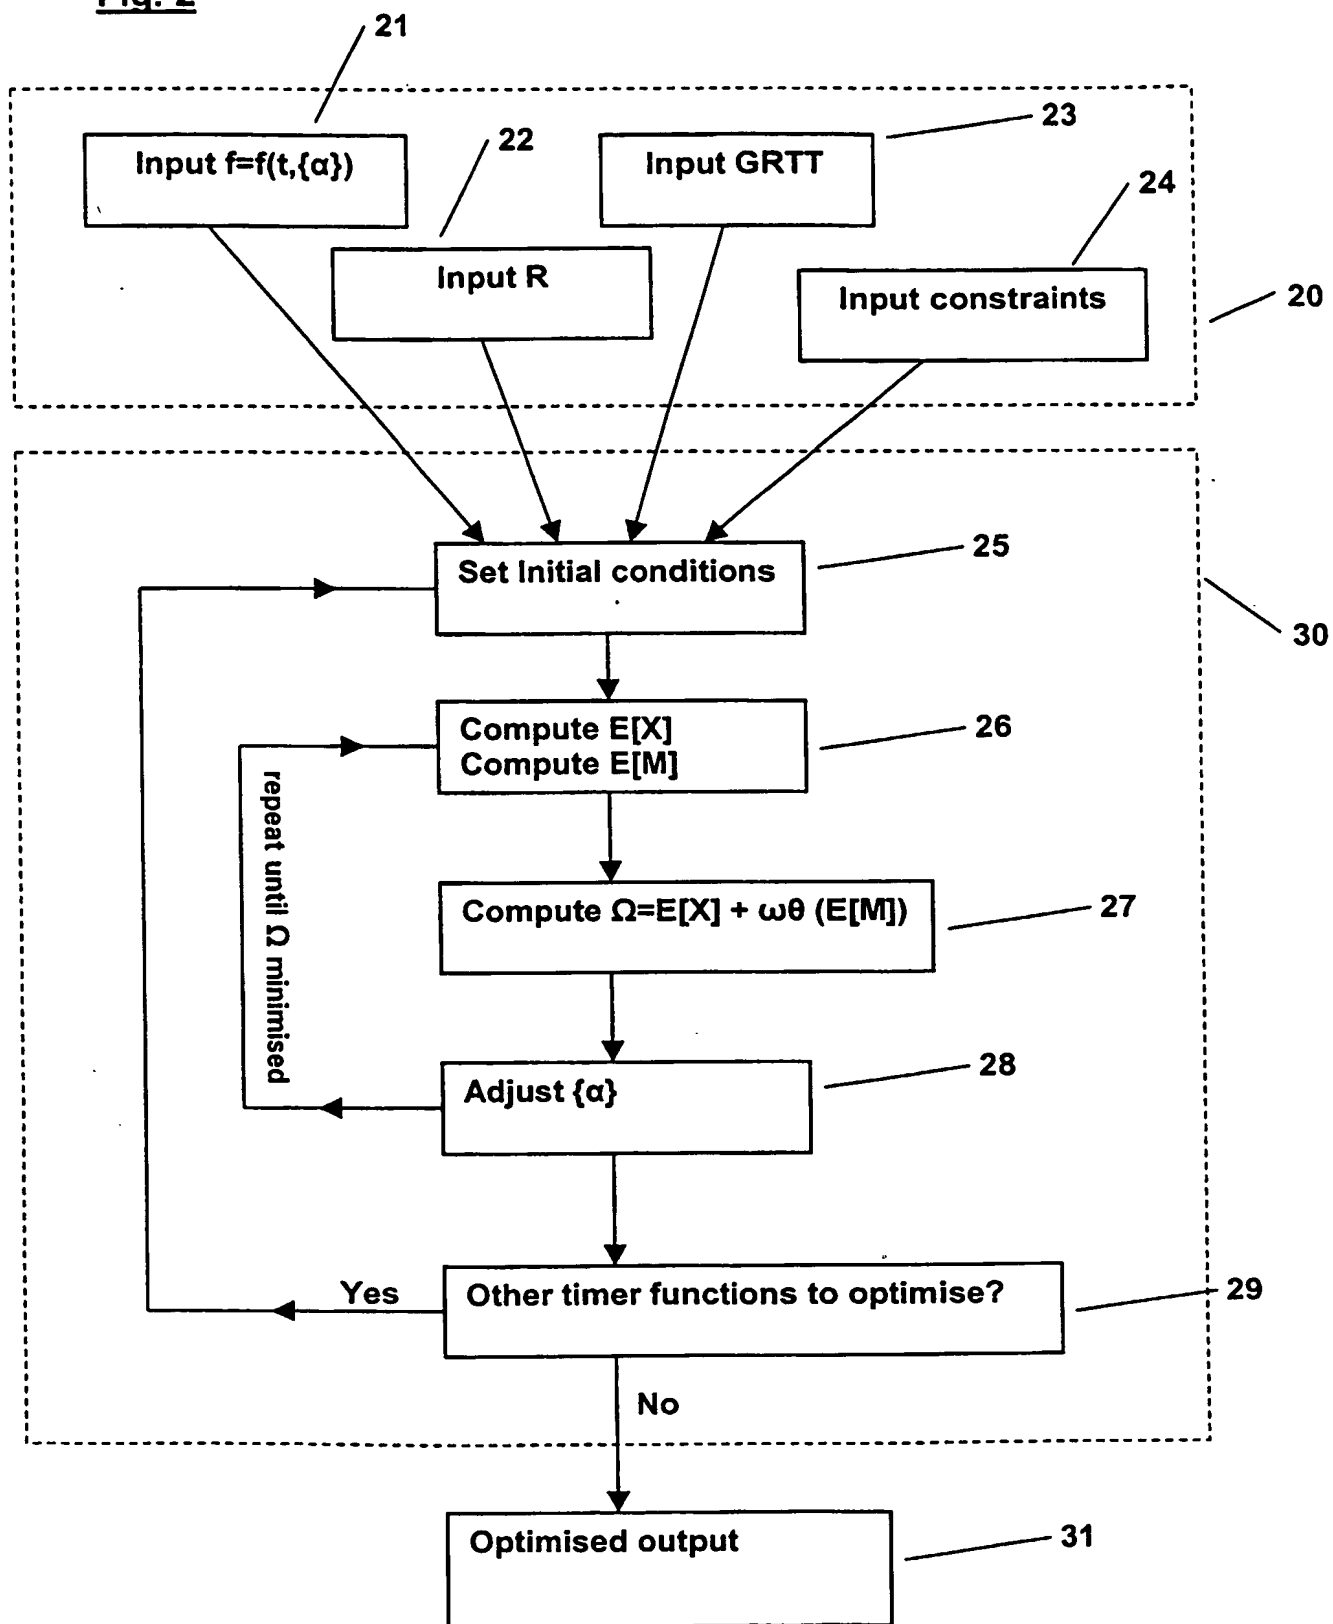 Fig. 2
21
22
23
24
Input f=f(t,{α})
Input GRTT
Input R
Input constraints
20
Set Initial conditions
25
30
Compute E[X]
Compute E[M]
26
repeat until Ω minimised
Compute Ω=E[X] + ωθ (E[M])
27
Adjust {α}
28
Yes
Other timer functions to optimise?
29
No
Optimised output
31